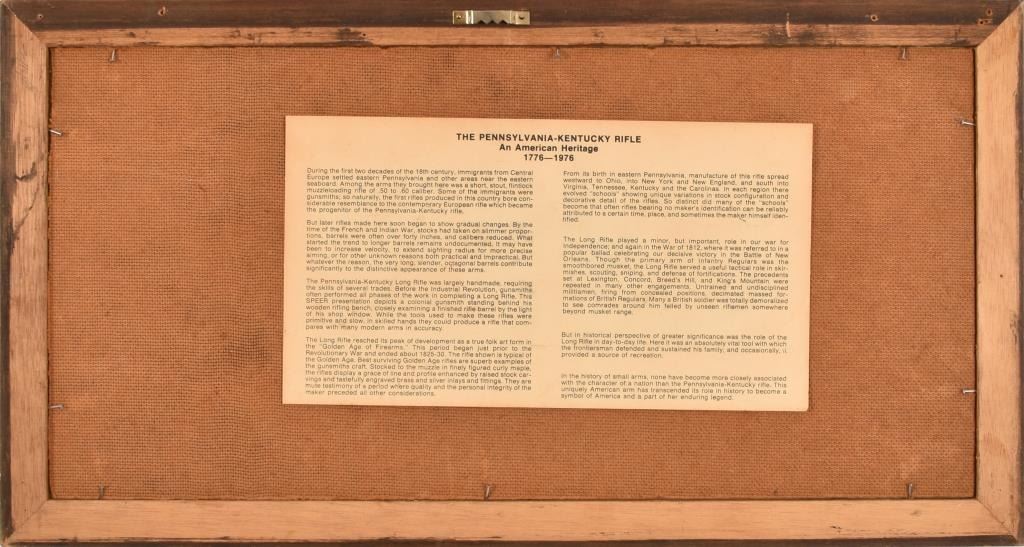 THE PENNSYLVANIA-KENTUCKY RIFLE
An American Heritage
1776—1976
During the first two decades of the 18th century, immigrants from Central
Europe settled eastern Pennsylvania and other areas near the eastern
seaboard. Among the arms they brought here was a short, stout, flintlock
muzzleloading rifle of .50 to .60 caliber. Some of the immigrants were
gunsmiths; so naturally, the first rifles produced in this country bore con-
siderable resemblance to the contemporary European rifle which became
the progenitor of the Pennsylvania-Kentucky rifle.
But later rifles made here soon began to show gradual changes. By the
time of the French and Indian War, stocks had taken on slimmer propor-
tions, barrels were often over forty inches, and calibers reduced. What
started the trend to longer barrels remains undocumented. It may have
been to increase velocity, to extend sighting radius for more precise
aiming, or for other unknown reasons both practical and impractical. But
whatever the reason, the very long, slender, octagonal barrels contribute
significantly to the distinctive appearance of these arms.
The Pennsylvania-Kentucky Long Rifle was largely handmade, requiring
the skills of several trades. Before the Industrial Revolution, gunsmiths
often performed all phases of the work in completing a Long Rifle. This
SPEER presentation depicts a colonial gunsmith standing behind his
wooden rifling bench, closely examining a finished rifle barrel by the light
of his shop window. While the tools used to make these rifles were
primitive and slow, in skilled hands they could produce a rifle that com-
pares with many modern arms in accuracy.
The Long Rifle reached its peak of development as a true folk art form in
the "Golden Age of Firearms." This period began just prior to the
Revolutionary War and ended about 1825-30. The rifle shown is typical of
the Golden Age. Best surviving Golden Age rifles are superb examples of
the gunsmiths craft. Stocked to the muzzle in finely figured curly maple,
the rifles display a grace of line and profile enhanced by raised stock car-
vings and tastefully engraved brass and silver inlays and fittings. They are
mute testimony of a period where quality and the personal integrity of the
maker preceded all other considerations.
From its birth in eastern Pennsylvania, manufacture of this rifle spread
westward to Ohio, into New York and New England, and south into
Virginia, Tennessee, Kentucky and the Carolinas. In each region there
evolved "schools" showing unique variations in stock configuration and
decorative detail of the rifles. So distinct did many of the "schools"
become that often rifles bearing no maker's identification can be reliably
attributed to a certain time, place, and sometimes the maker himself iden-
tified.
The Long Rifle played a minor, but important, role in our war for
Independence; and again in the War of 1812, where it was referred to in a
popular ballad celebrating our decisive victory in the Battle of New
Orleans. Though the primary arm of Infantry Regulars was the
smoothbored musket, the Long Rifle served a useful tactical role in skir-
mishes, scouting, sniping, and defense of fortifications. The precedents
set at Lexington, Concord, Breed's Hill, and King's Mountain were
repeated in many other engagements. Untrained and undisciplined
militiamen, firing from concealed positions, decimated massed for-
mations of British Regulars. Many a British soldier was totally demoralized
to see comrades around him felled by unseen riflemen somewhere
beyond musket range.
But in historical perspective of greater significance was the role of the
Long Rifle in day-to-day life. Here it was an absolutely vital tool with which
the frontiersman defended and sustained his family; and occasionally, it
provided a source of recreation.
In the history of small arms, none have become more closely associated
with the character of a nation than the Pennsylvania-Kentucky rifle. This
uniquely American arm has transcended its role in history to become a
symbol of America and a part of her enduring legend.